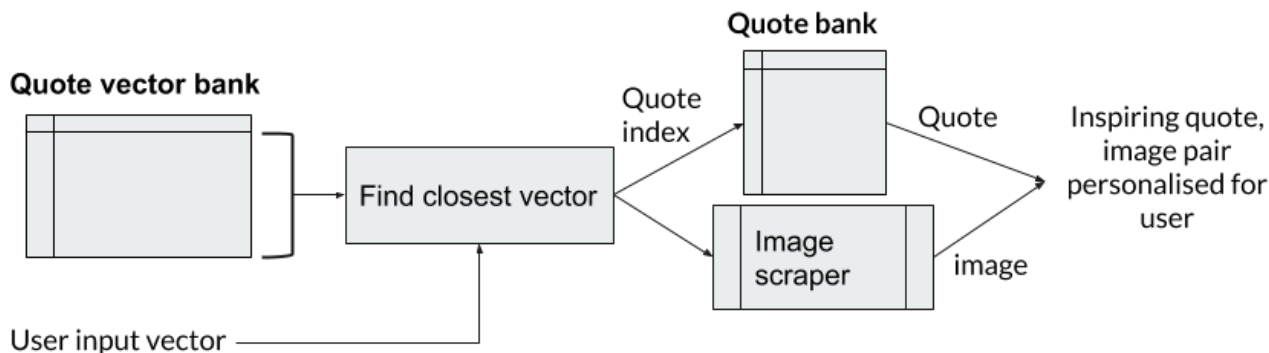 Quote bank
Quote vector bank
Quote
index
Quote
Inspiring quote,
image pair
personalised for
user
Find closest vector
Image
scraper
image
User input vector